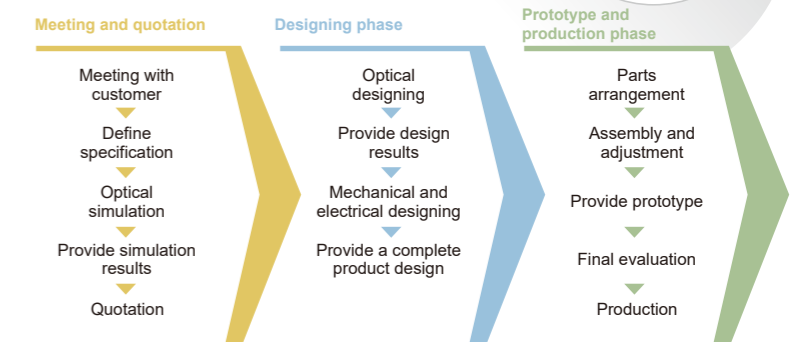 Meeting and quotation
Meeting with
customer
Define
specification
Optical
simulation
Provide simulation
results
Quotation
Designing phase
Optical
designing
Provide design
results
Mechanical and
electrical designing
Provide a complete
product design
Prototype and
production phase
Parts
arrangement
Assembly and
adjustment
Provide prototype
Final evaluation
Production